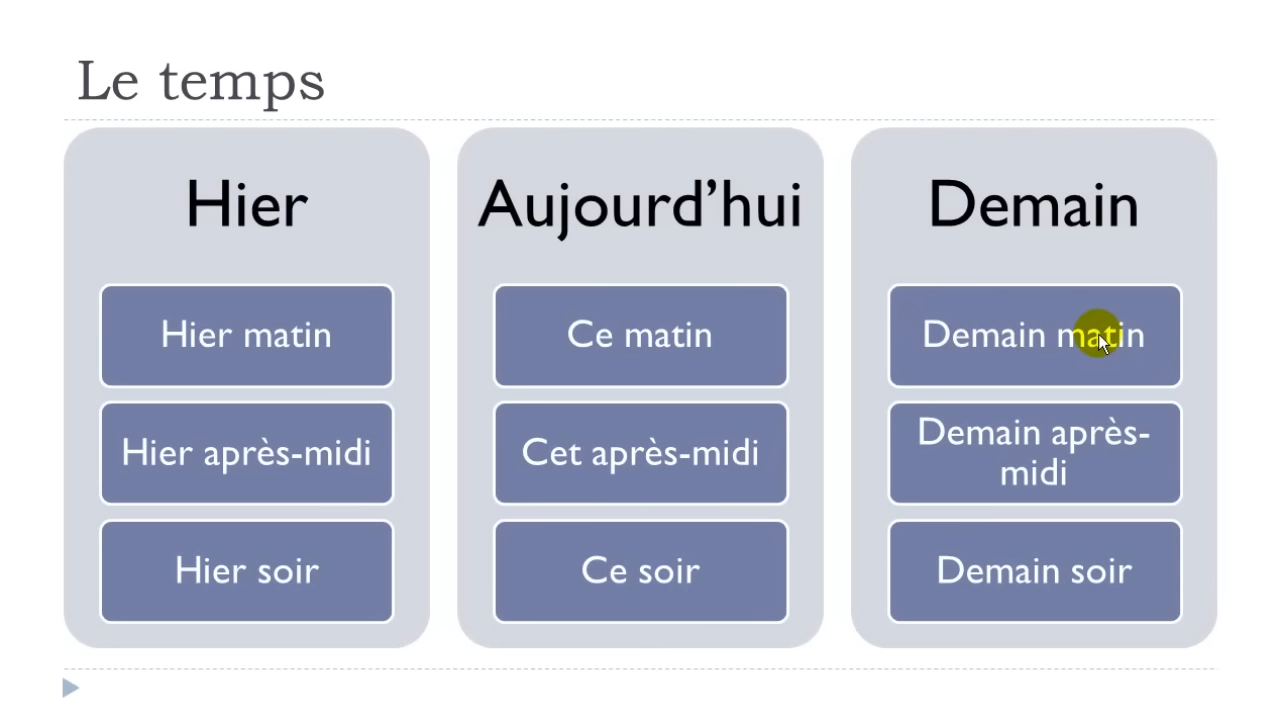 Le temps
Hier
Hier matin
Hier après-midi
Hier soir
Aujourd’hui
Ce matin
Cet après-midi
Ce soir
Demain
Demain matin
Demain après-
midi
Demain soir